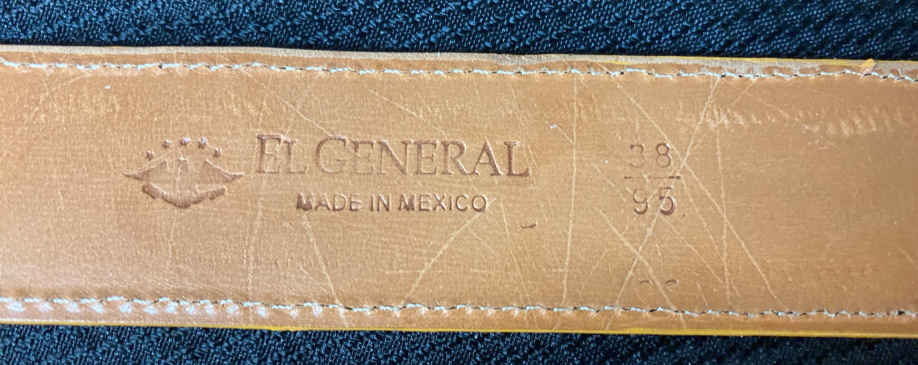 EL GENERAL
MADE IN MEXICO
38
95